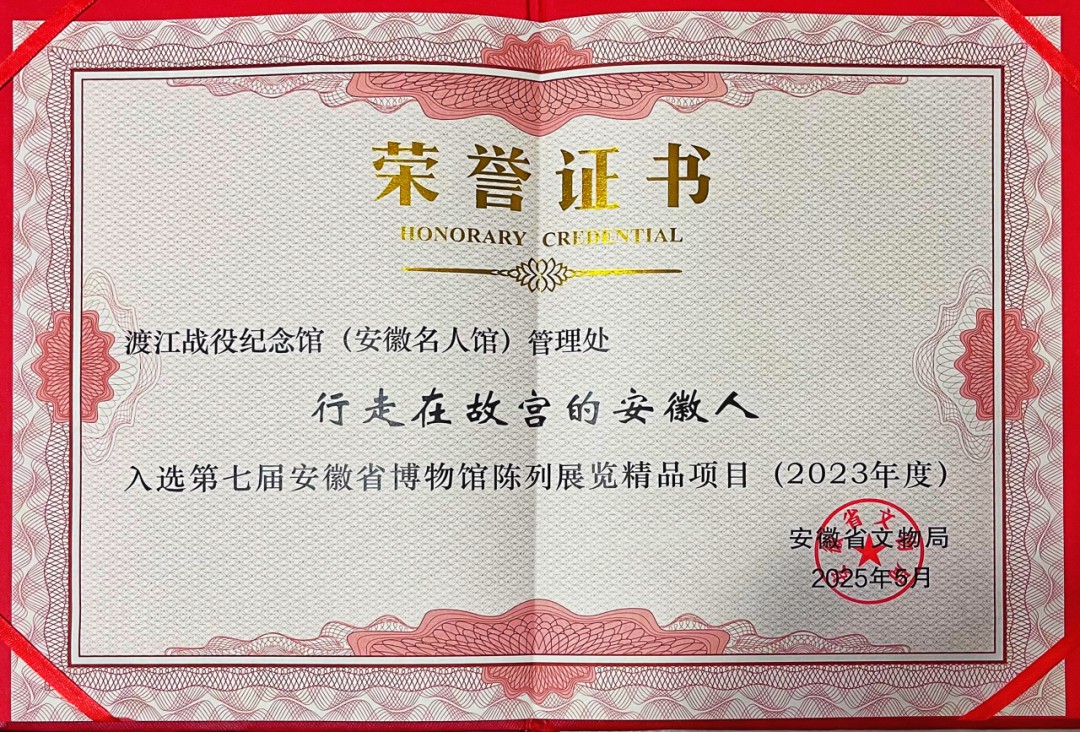 荣誉证书
HONORARY CREDENTIAL
渡江战役纪念馆（安徽名人馆）管理处
行走在故宫的安徽人
入选第七届安徽省博物馆陈列展览精品项目（2023年度）
安徽省文物局
2025年5月